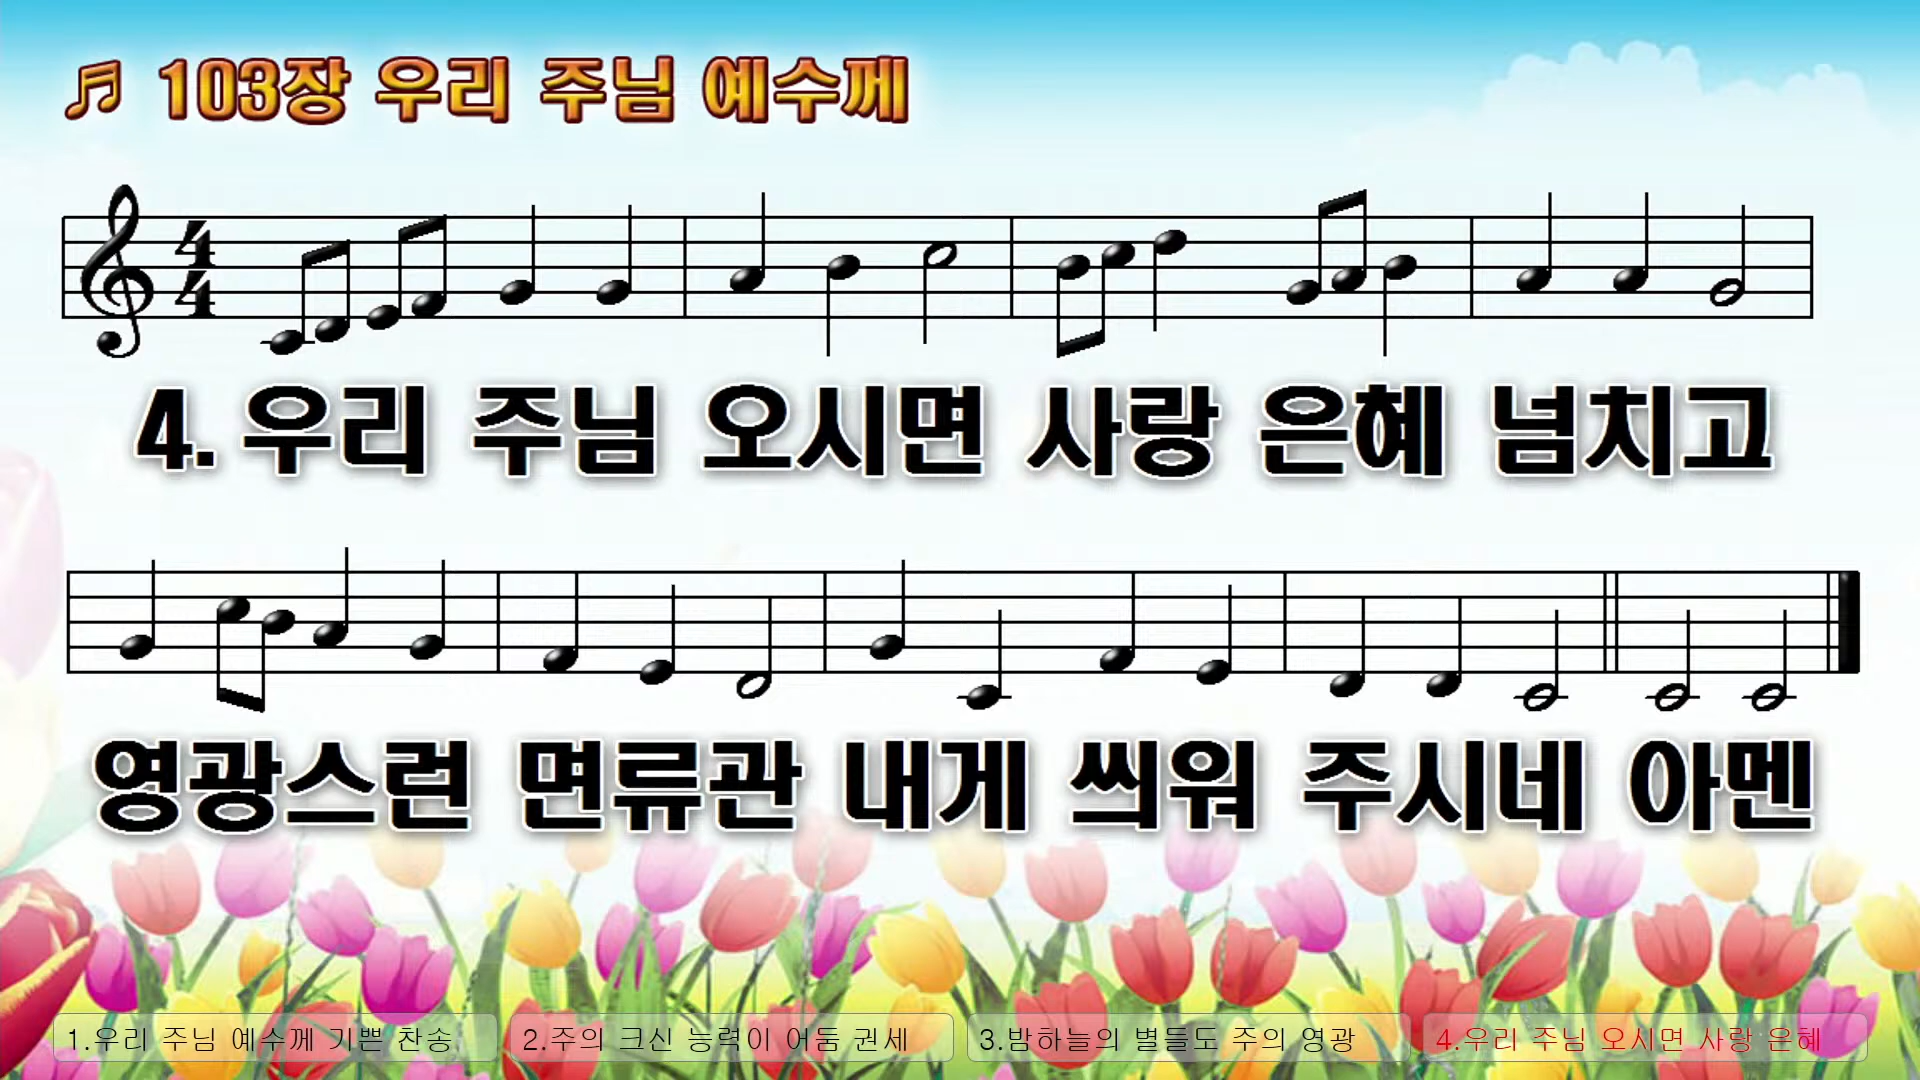 103장 우리 주님 예수께
4. 우리 주님 오시면 사랑 은혜 넘치고
영광스런 면류관 내게 씌워 주시네 아멘
1.우리 주님 예수께 기쁜 찬송 2.주의 크신 능력이 어둠 권세 3.밤하늘의 별들도 주의 영광 4.우리 주님 오시면 사랑 은혜